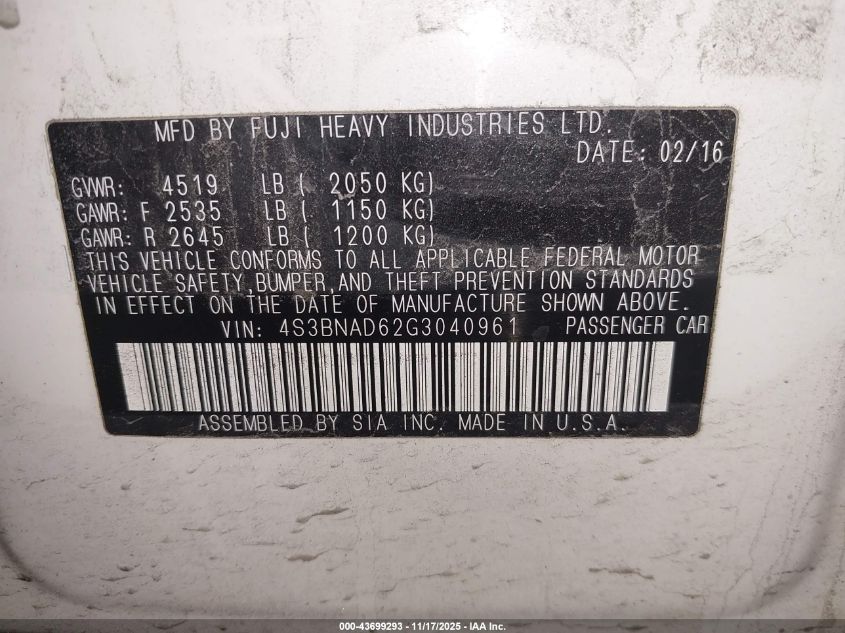 MFD BY FUJI HEAVY INDUSTRIES LTD.
DATE: 02/16
GVWR: 4519 LB ( 2050 KG)
GAWR: F 2535 LB ( 1150 KG)
GAWR: R 2645 LB ( 1200 KG)
THIS VEHICLE CONFORMS TO ALL APPLICABLE FEDERAL MOTOR
VEHICLE SAFETY,BUMPER,AND THEFT PREVENTION STANDARDS
IN EFFECT ON THE DATE OF MANUFACTURE SHOWN ABOVE.
VIN: 4S3BNAD62G3040961 PASSENGER CAR
ASSEMBLED BY SIA INC. MADE IN U.S.A.
000-43699293 - 11/17/2025 - IAA Inc.